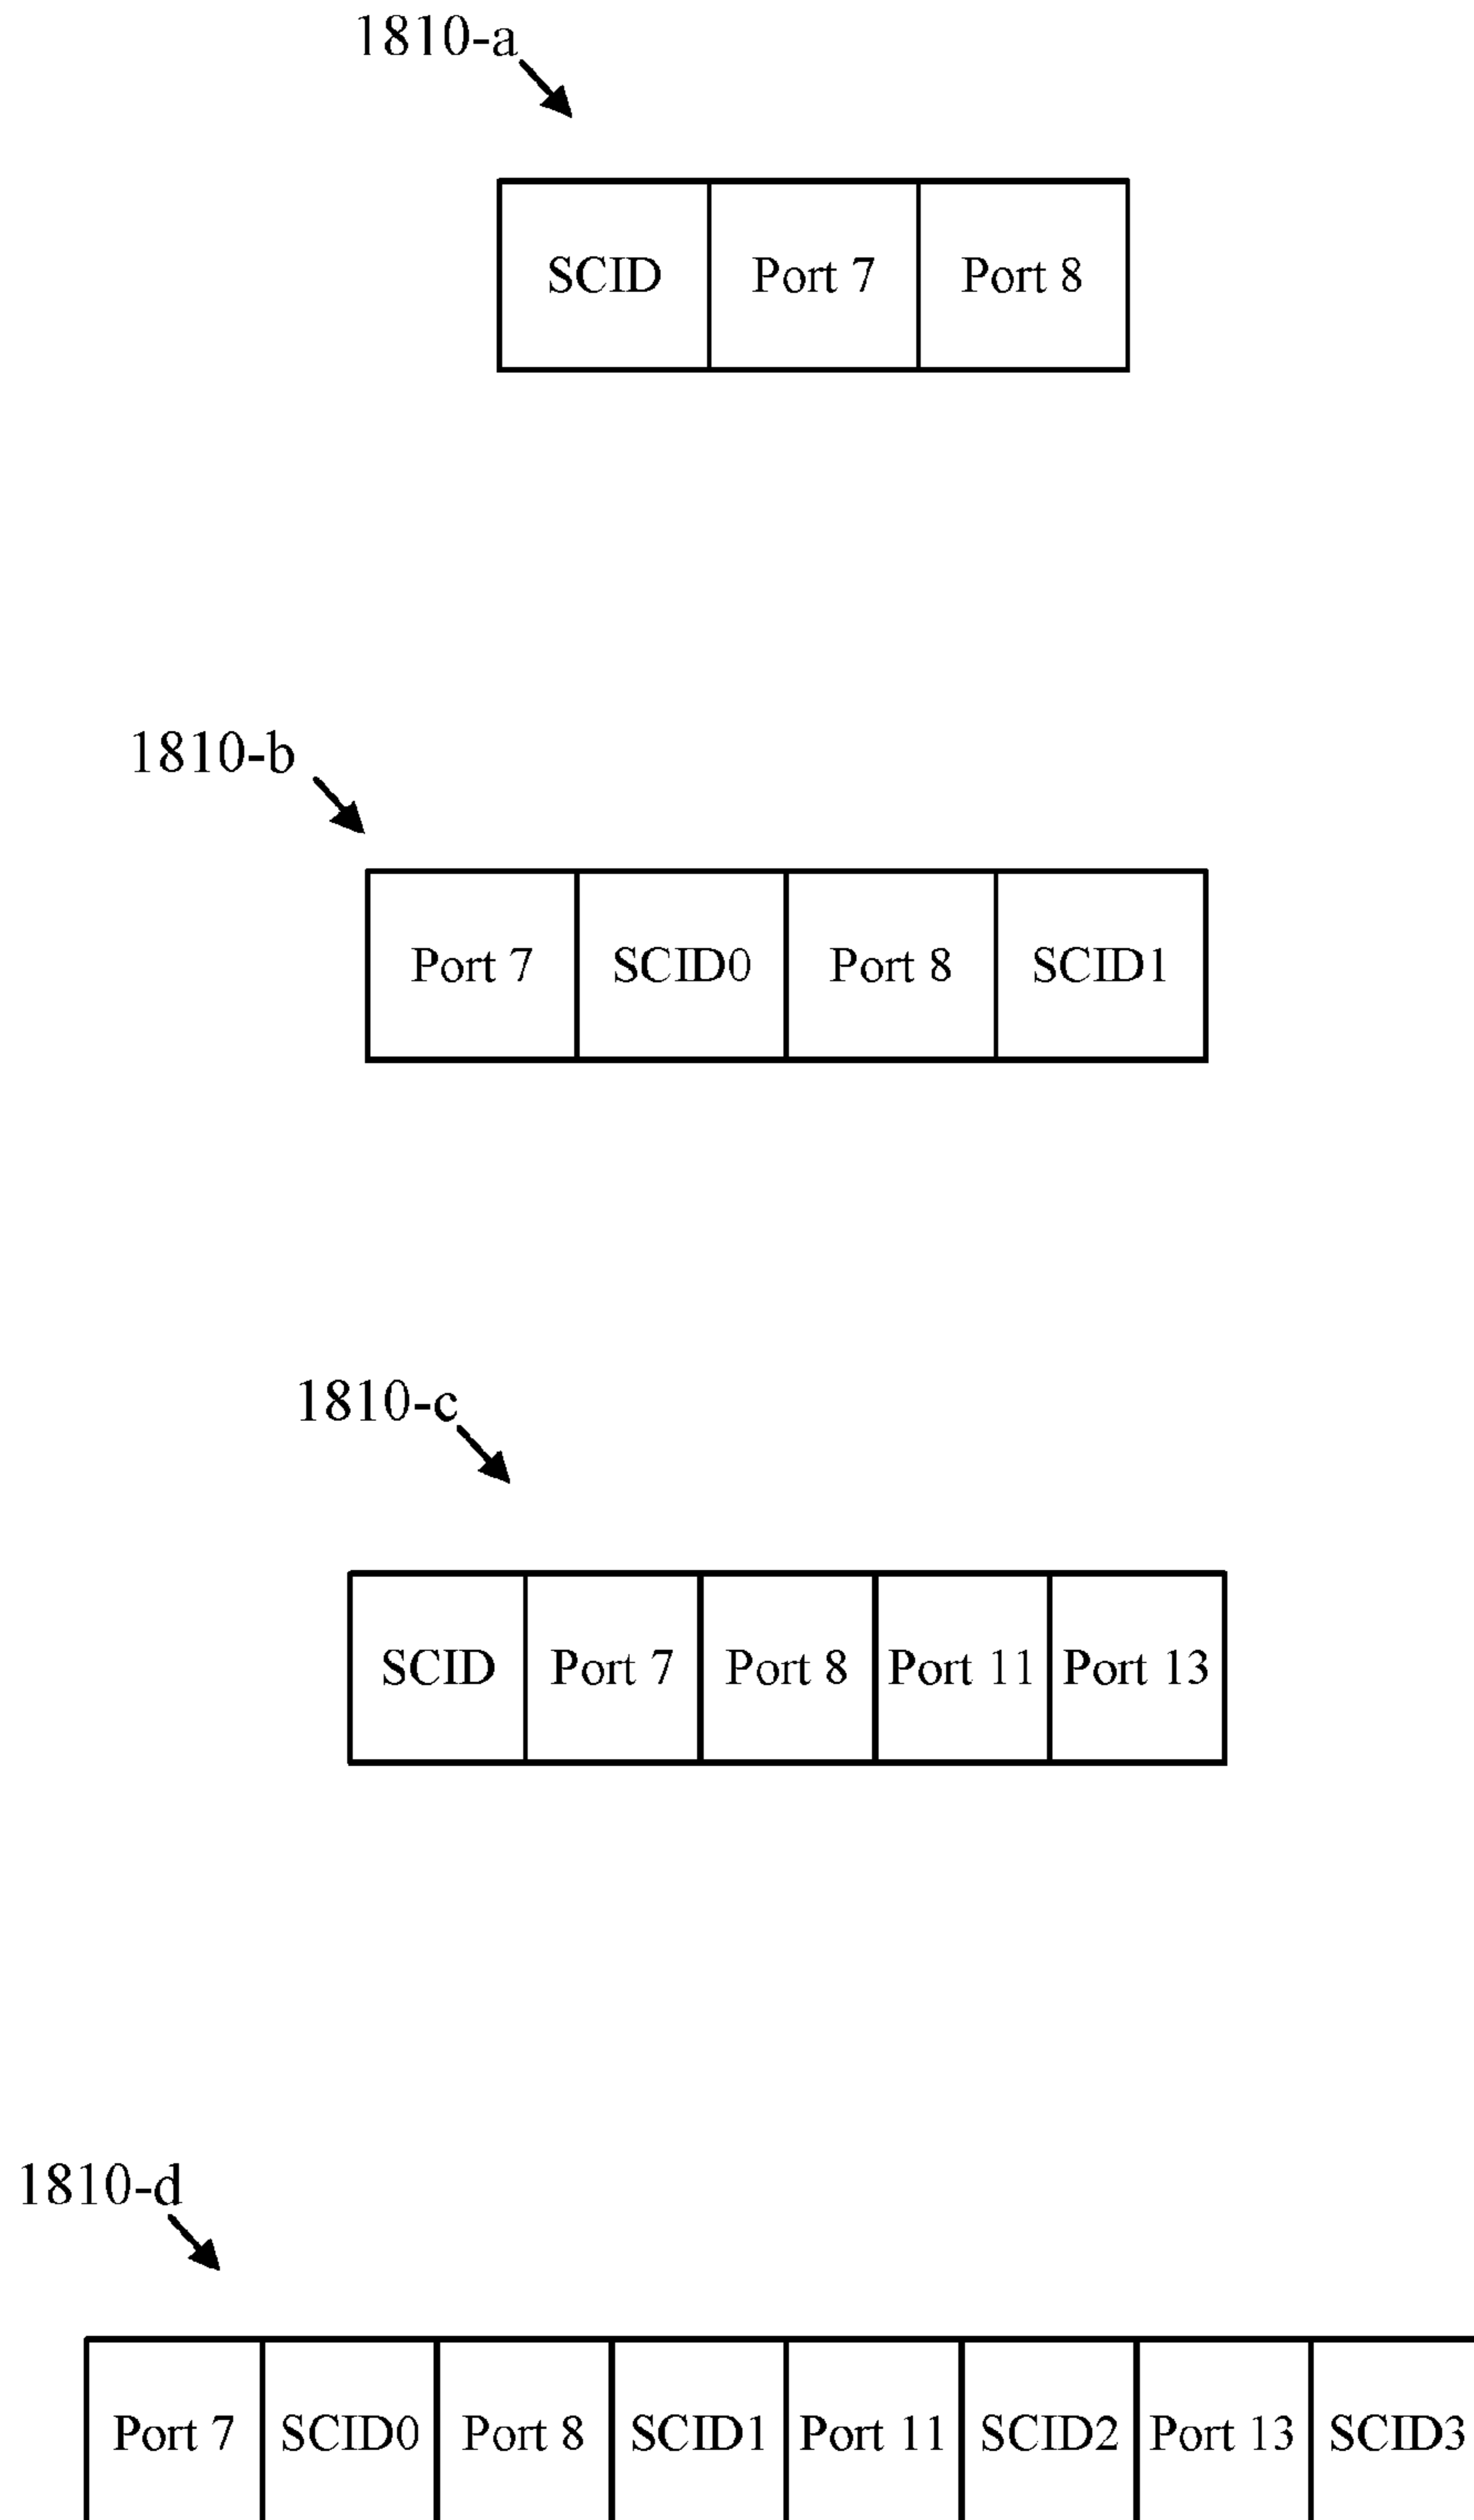 1810-a
SCID Port 7 Port 8
1810-b
Port 7 SCID0 Port 8 SCID1
1810-c
SCID Port 7 Port 8 Port 11 Port 13
1810-d
Port 7 SCID0 Port 8 SCID1 Port 11 SCID2 Port 13 SCID3